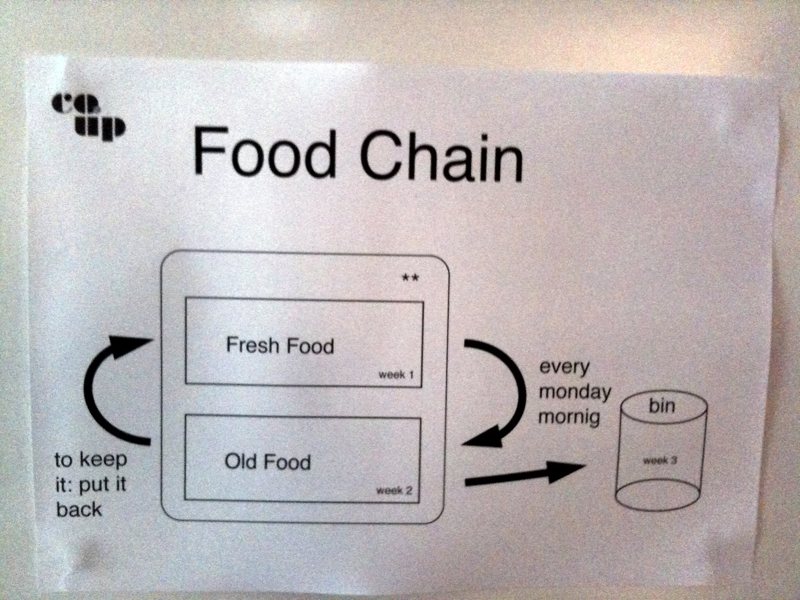 co.
up
Food Chain
**
Fresh Food
week 1
Old Food
week 2
to keep
it: put it
back
every
monday
mornig
bin
week 3